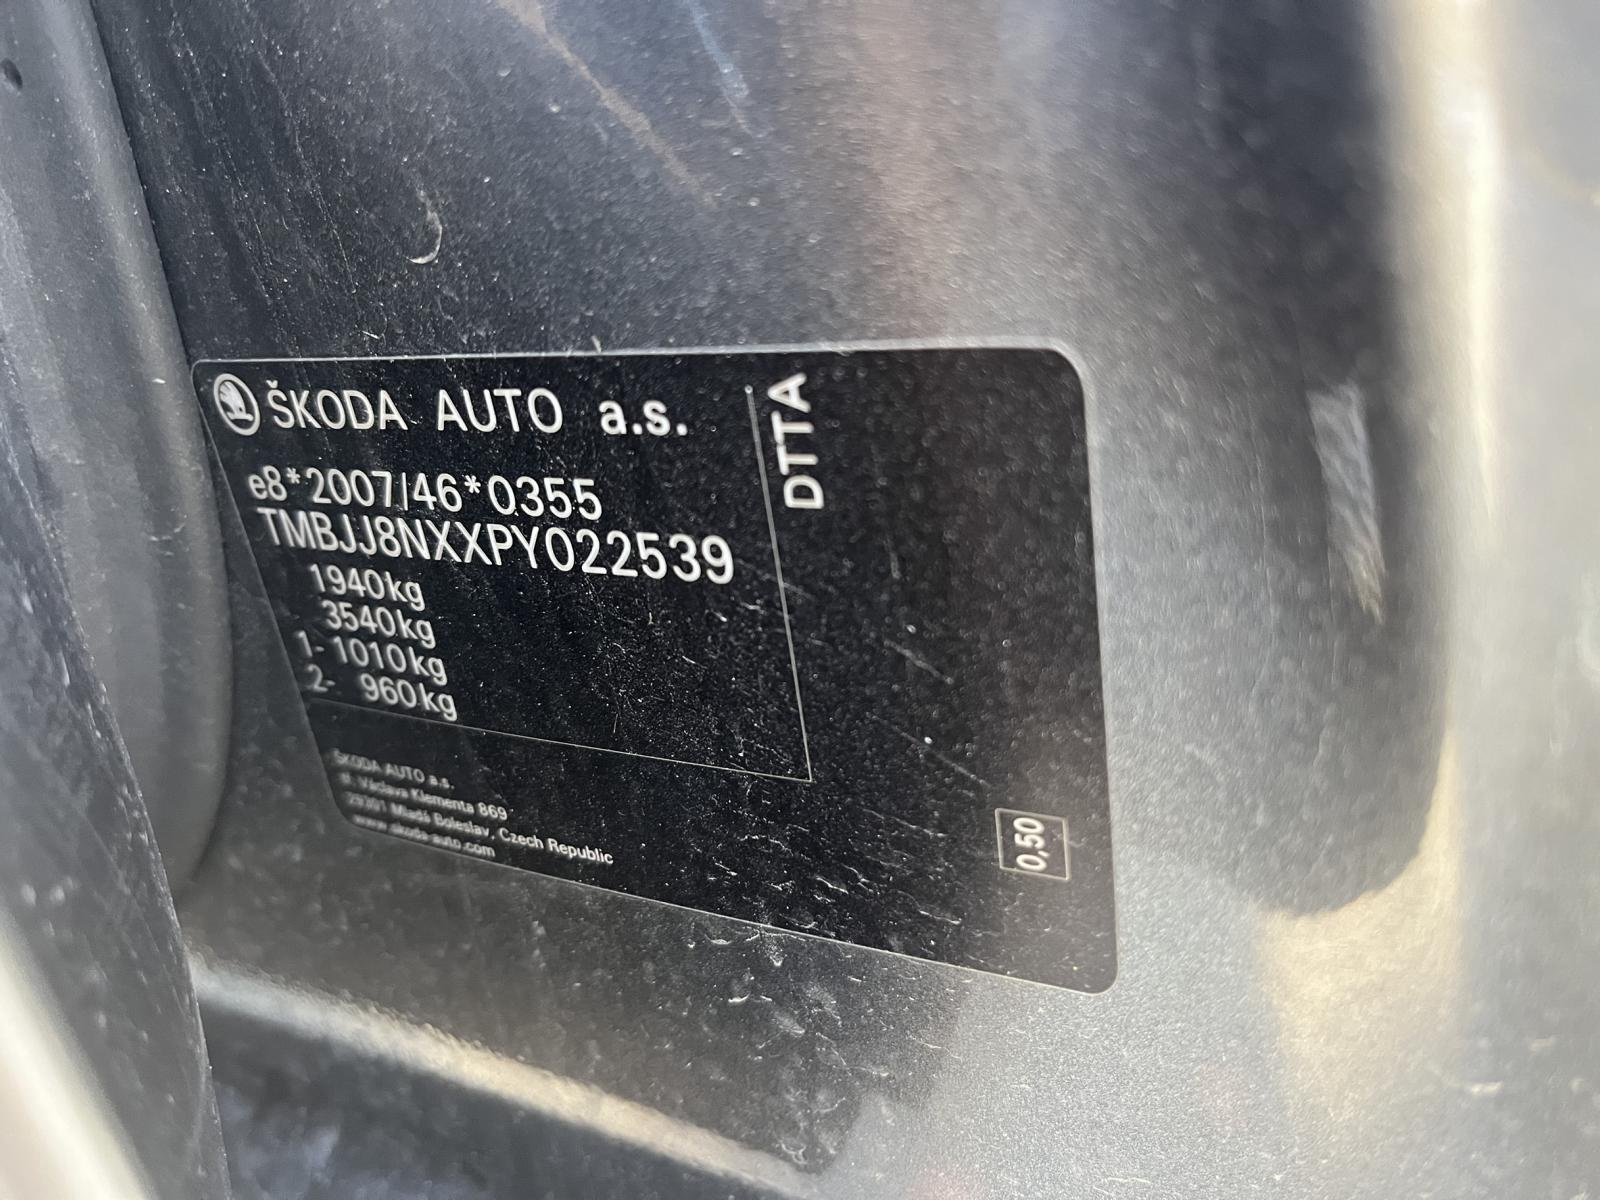 ŠKODA AUTO a.s.
e8*2007/46*0355
TMBJJ8NXXPY022539
1940kg
3540kg
1-1010kg
2- 960kg
DTTA
ŠKODA AUTO a.s.
tř. Václava Klementa 869
29301 Mladá Boleslav, Czech Republic
www.skoda-auto.com
0,50